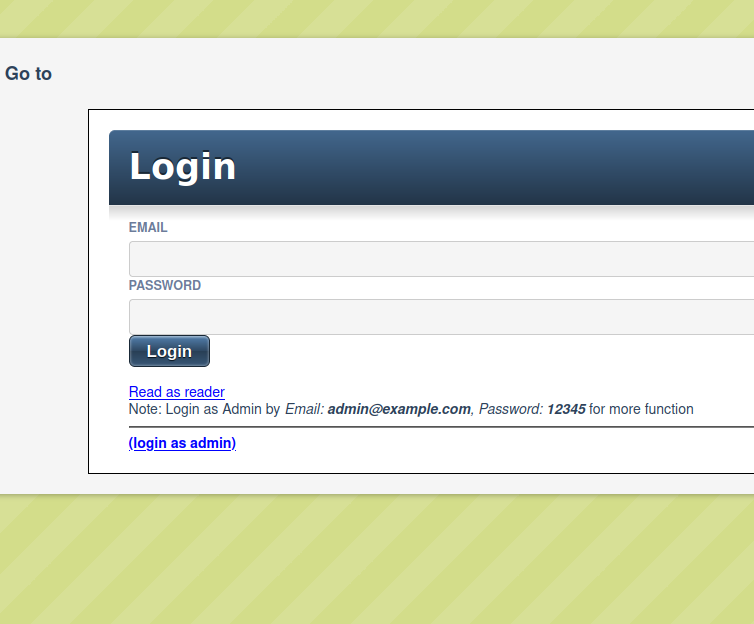 Go to
Login
EMAIL
PASSWORD
Login
Read as reader
Note: Login as Admin by Email: admin@example.com, Password: 12345 for more function
(login as admin)